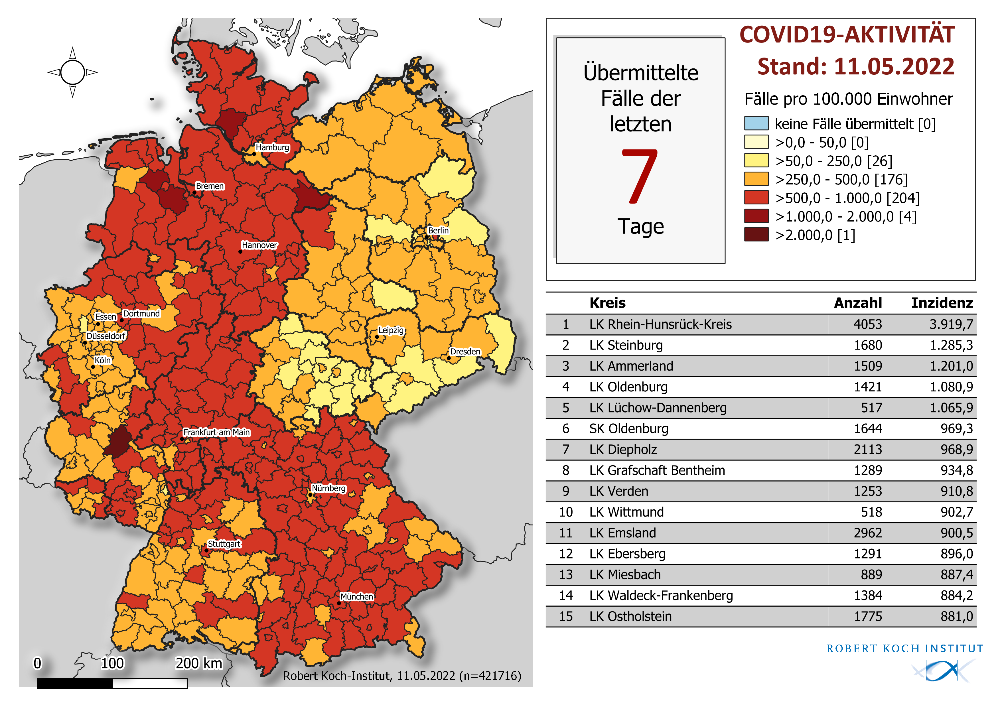 Hamburg
Bremen
Berlin
Hannover
Essen
Dortmund
Düsseldorf
Leipzig
Köln
Dresden
Frankfurt am Main
Nürnberg
Stuttgart
München
0 100 200 km
Robert Koch-Institut, 11.05.2022 (n=421716)
Übermittelte
Fälle der
letzten
7
Tage
COVID19-AKTIVITÄT
Stand: 11.05.2022
Fälle pro 100.000 Einwohner
keine Fälle übermittelt [0]
>0,0 - 50,0 [0]
>50,0 - 250,0 [26]
>250,0 - 500,0 [176]
>500,0 - 1.000,0 [204]
>1.000,0 - 2.000,0 [4]
>2.000,0 [1]
Kreis Anzahl Inzidenz
1 LK Rhein-Hunsrück-Kreis 4053 3.919,7
2 LK Steinburg 1680 1.285,3
3 LK Ammerland 1509 1.201,0
4 LK Oldenburg 1421 1.080,9
5 LK Lüchow-Dannenberg 517 1.065,9
6 SK Oldenburg 1644 969,3
7 LK Diepholz 2113 968,9
8 LK Grafschaft Bentheim 1289 934,8
9 LK Verden 1253 910,8
10 LK Wittmund 518 902,7
11 LK Emsland 2962 900,5
12 LK Ebersberg 1291 896,0
13 LK Miesbach 889 887,4
14 LK Waldeck-Frankenberg 1384 884,2
15 LK Ostholstein 1775 881,0
ROBERT KOCH INSTITUT